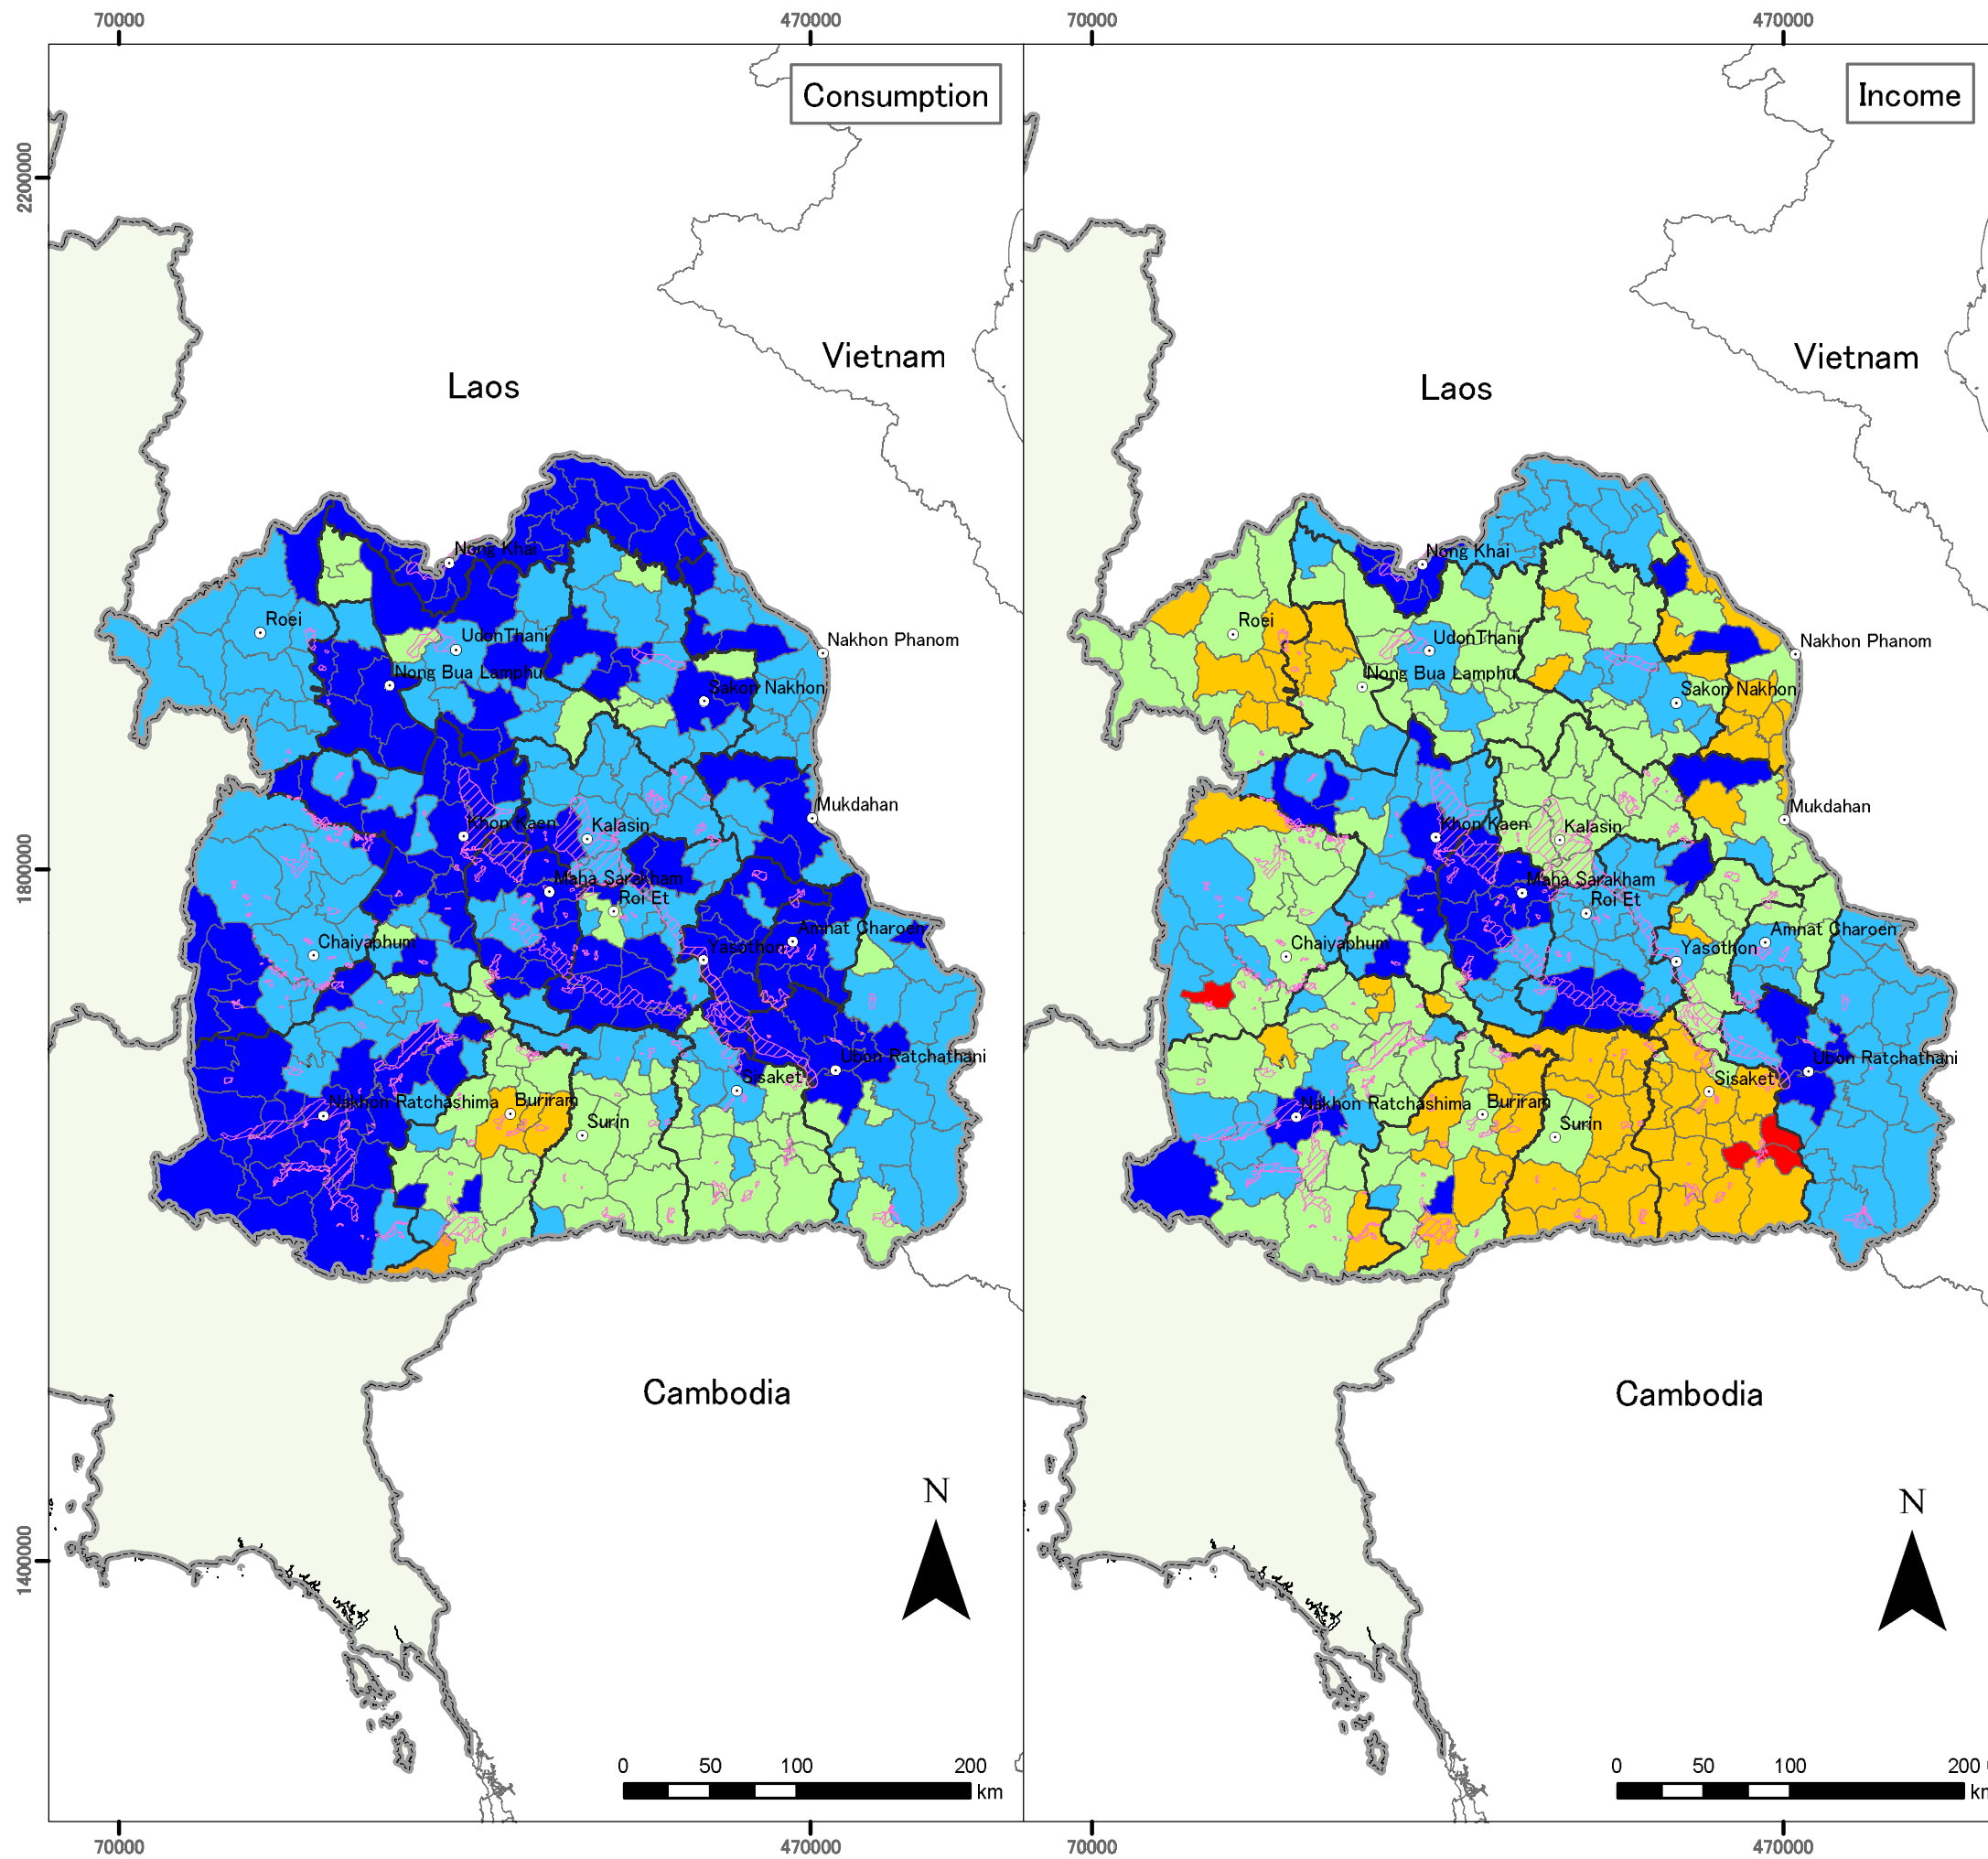 70000 470000 70000 470000
Consumption Income
2200000
Vietnam Vietnam
Laos Laos
Nong Khai Nong Khai
Roei UdonThani Nakhon Phanom Roei UdonThani Nakhon Phanom
Nong Bua Lamphu Sakon Nakhon Nong Bua Lamphu Sakon Nakhon
Mukdahan Mukdahan
Khon Kaen Kalasin Khon Kaen Kalasin
1800000
Maha Sarakham Maha Sarakham
Roi Et Roi Et
Chaiyaphum Yasothon Amnat Charoen Chaiyaphum Yasothon Amnat Charoen
Ubon Ratchathani Ubon Ratchathani
Sisaket Sisaket
Nakhon Ratchashima Buriram Nakhon Ratchashima Buriram
Surin Surin
Cambodia Cambodia
N N
1400000
0 50 100 200 0 50 100 200
km km
70000 470000 70000 470000